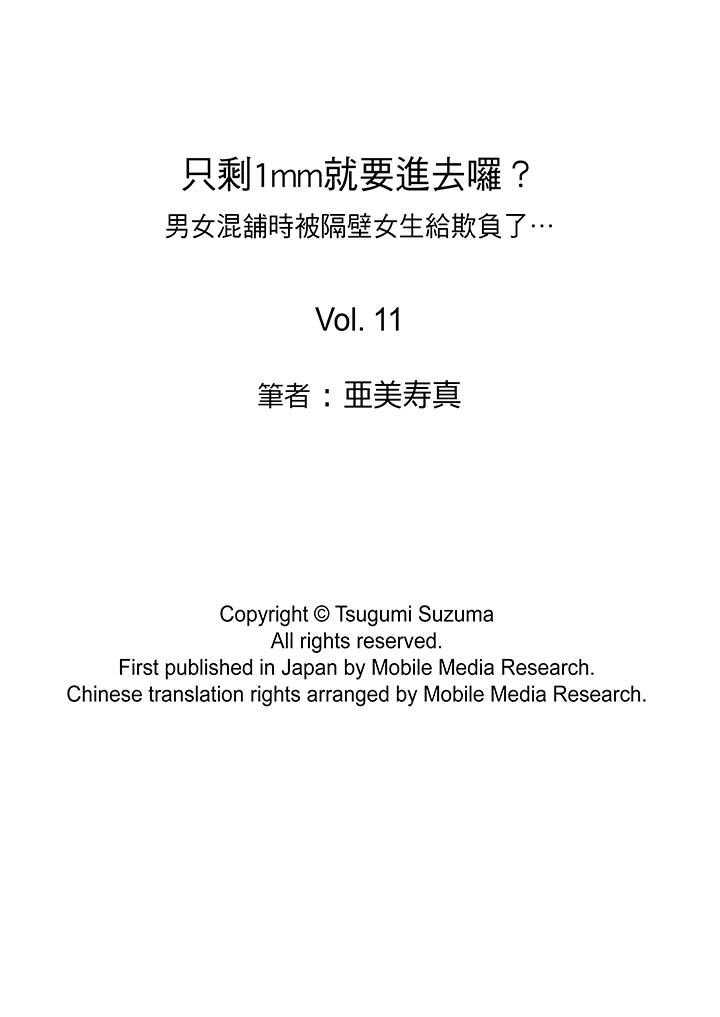 只剩1mm就要進去囉？
男女混舖時被隔壁女生給欺負了…
Vol. 11
筆者：亜美寿真
Copyright © Tsugumi Suzuma
All rights reserved.
First published in Japan by Mobile Media Research.
Chinese translation rights arranged by Mobile Media Research.